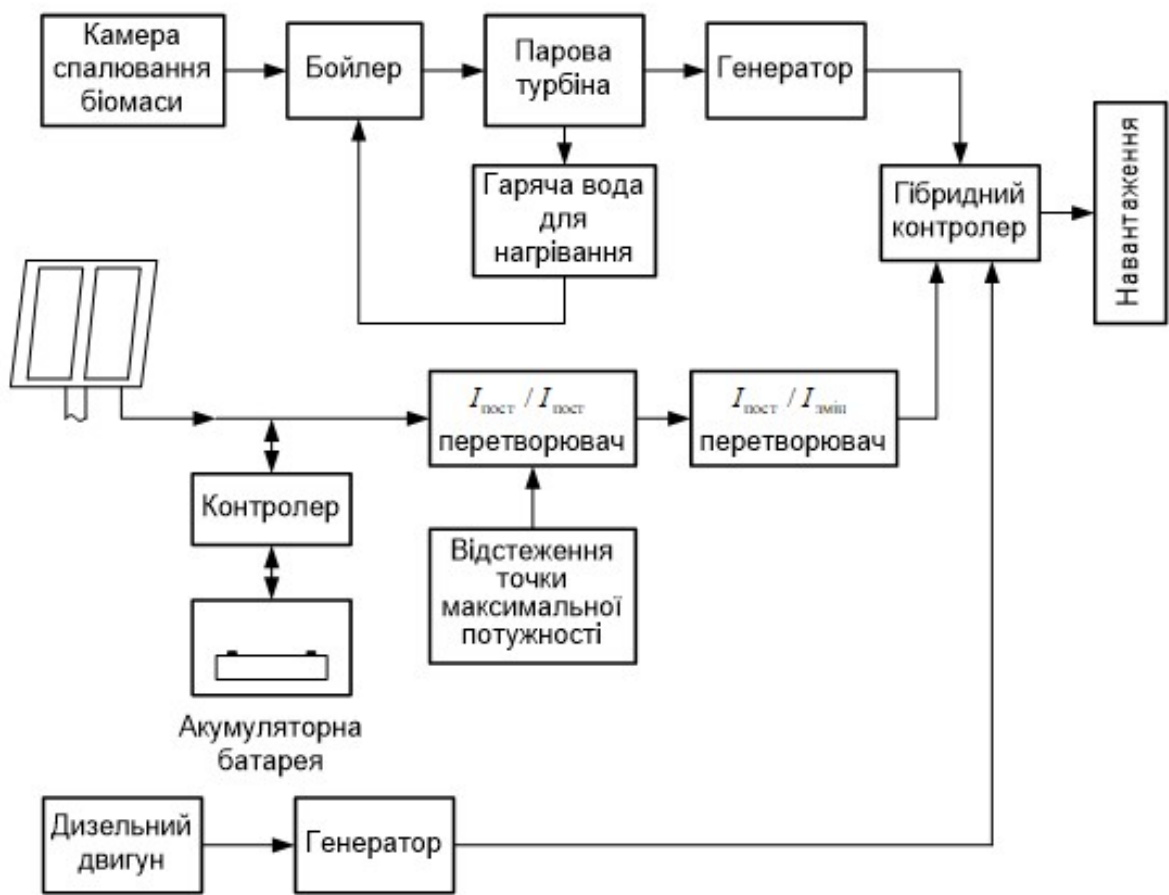 Камера
спалювання
біомаси
Бойлер
Парова
турбіна
Генератор
Гаряча вода
для
нагрівання
Гібридний
контролер
Навантаження
Iпост / Iпост
перетворювач
Iпост / Iзмін
перетворювач
Контролер
Відстеження
точки
максимальної
потужності
Акумуляторна
батарея
Дизельний
двигун
Генератор